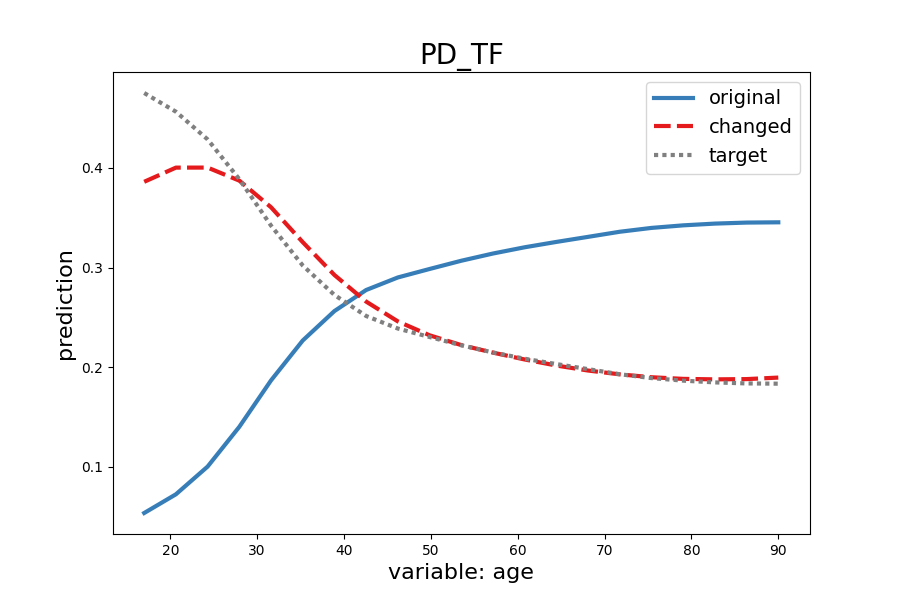 PD_TF
original
changed
target
prediction
0.4
0.3
0.2
0.1
20 30 40 50 60 70 80 90
variable: age